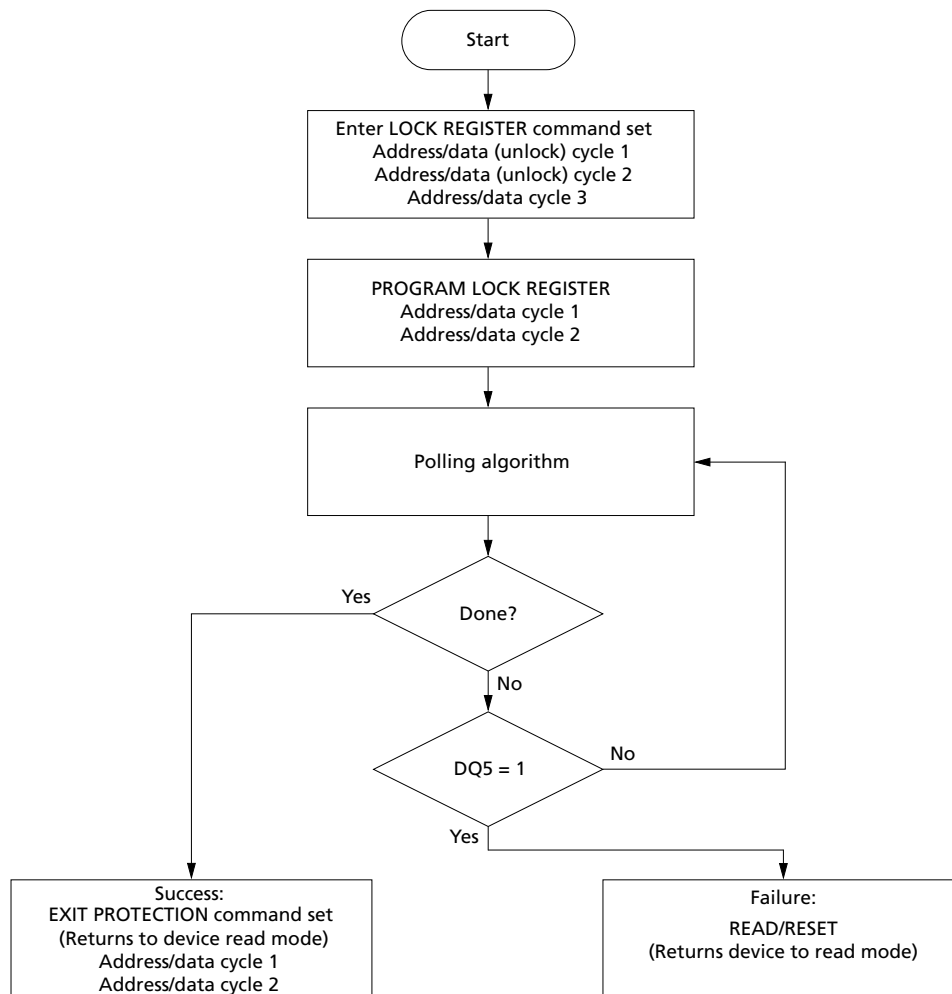 Start
Enter LOCK REGISTER command set
Address/data (unlock) cycle 1
Address/data (unlock) cycle 2
Address/data cycle 3
PROGRAM LOCK REGISTER
Address/data cycle 1
Address/data cycle 2
Polling algorithm
Yes
Done?
No
DQ5 = 1
No
Yes
Success:
EXIT PROTECTION command set
(Returns to device read mode)
Address/data cycle 1
Address/data cycle 2
Failure:
READ/RESET
(Returns device to read mode)